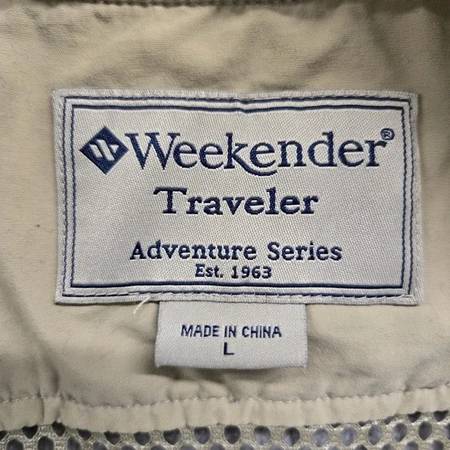 Weekender®
Traveler
Adventure Series
Est. 1963
MADE IN CHINA
L